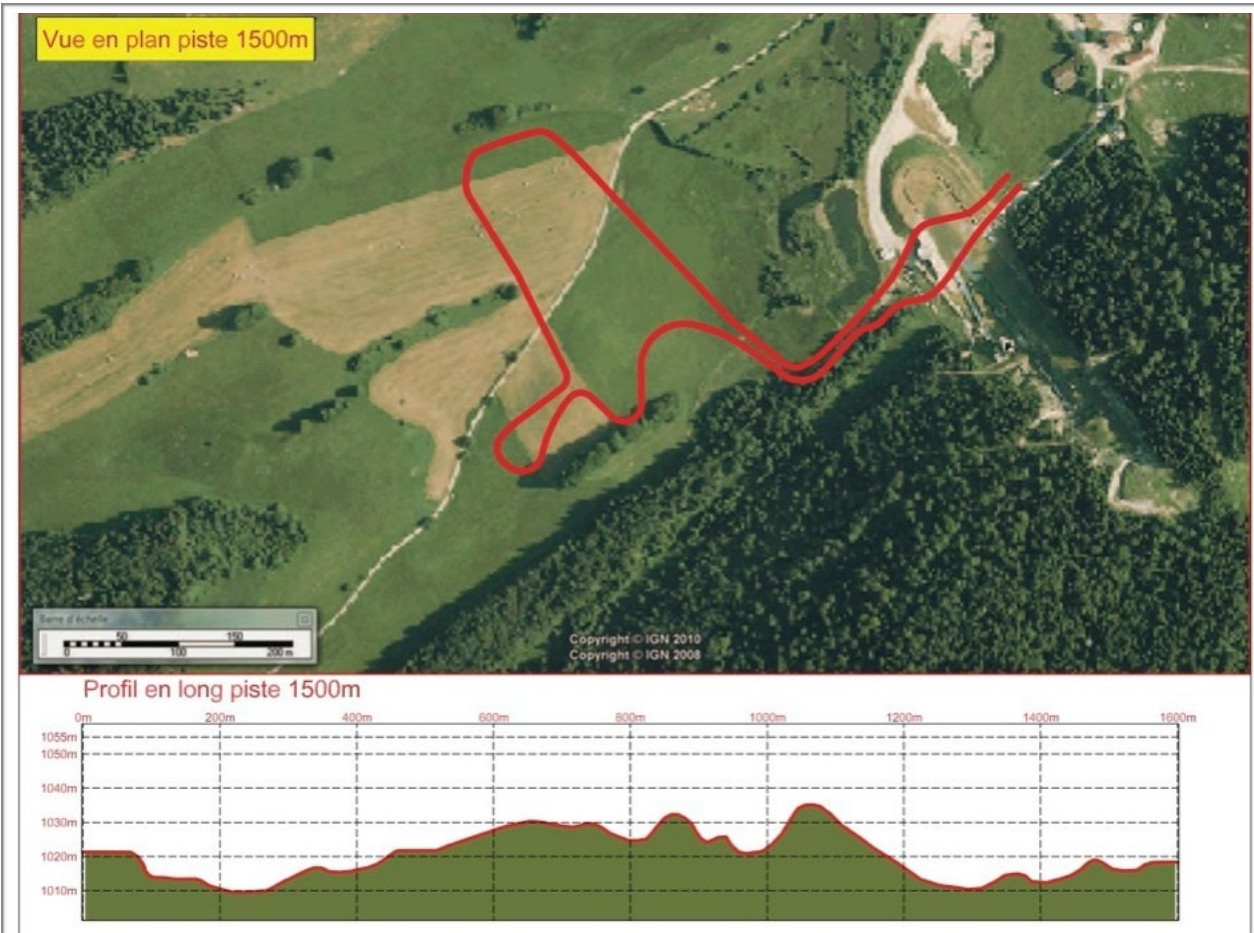 Vue en plan piste 1500m
Barre d'échelle
50 150
0 100 200 m
Copyright © IGN 2010
Copyright © IGN 2008
Profil en long piste 1500m
0m 200m 400m 600m 800m 1000m 1200m 1400m 1600m
1055m
1050m
1040m
1030m
1020m
1010m